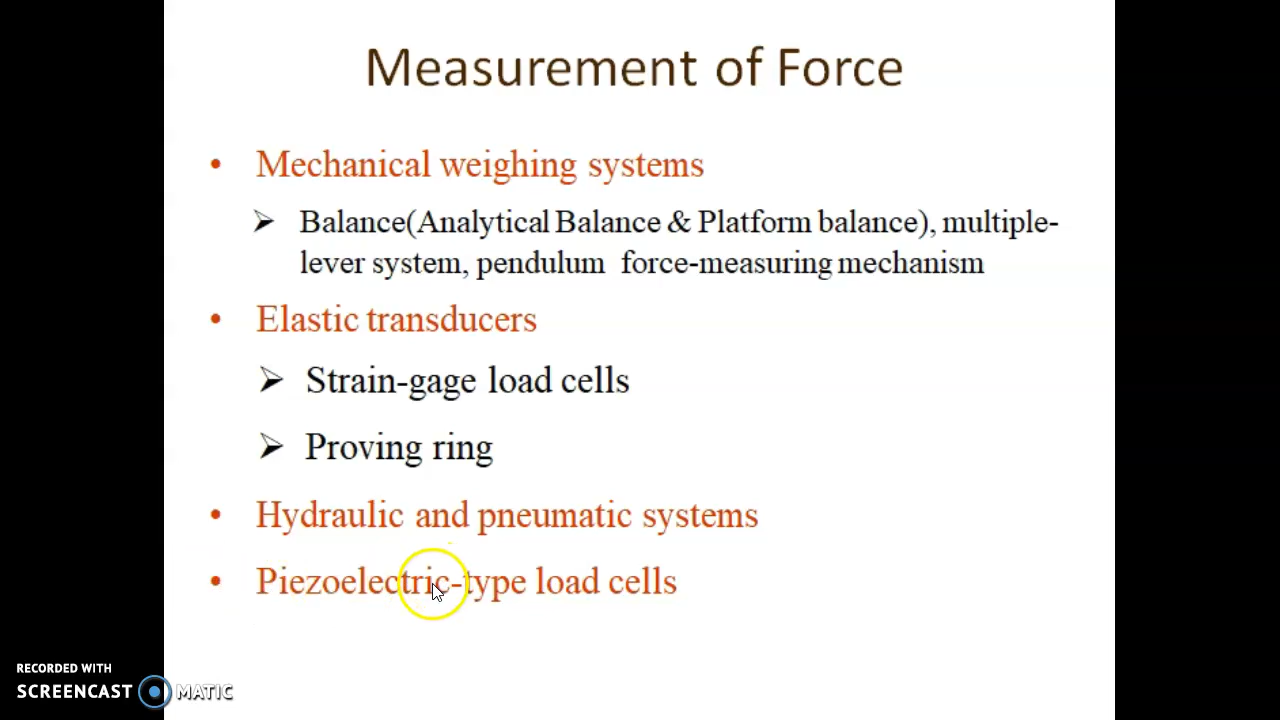 Measurement of Force
• Mechanical weighing systems
➢ Balance(Analytical Balance & Platform balance), multiple-
lever system, pendulum force-measuring mechanism
• Elastic transducers
➢ Strain-gage load cells
➢ Proving ring
• Hydraulic and pneumatic systems
• Piezoelectric-type load cells
RECORDED WITH
SCREENCAST MATIC